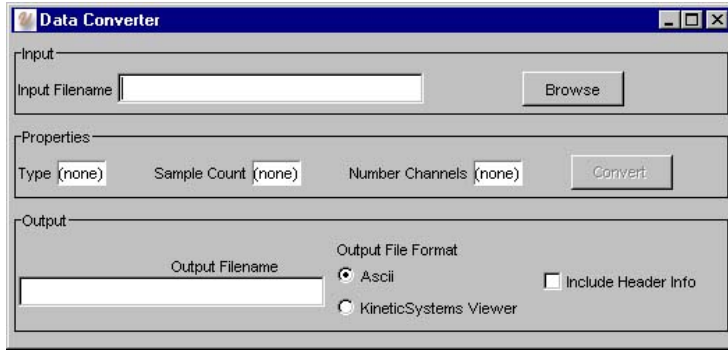 Data Converter
Input
Input Filename
Browse
Properties
Type (none) Sample Count (none) Number Channels (none) Convert
Output
Output Filename
Output File Format
Ascii
KineticSystems Viewer
Include Header Info